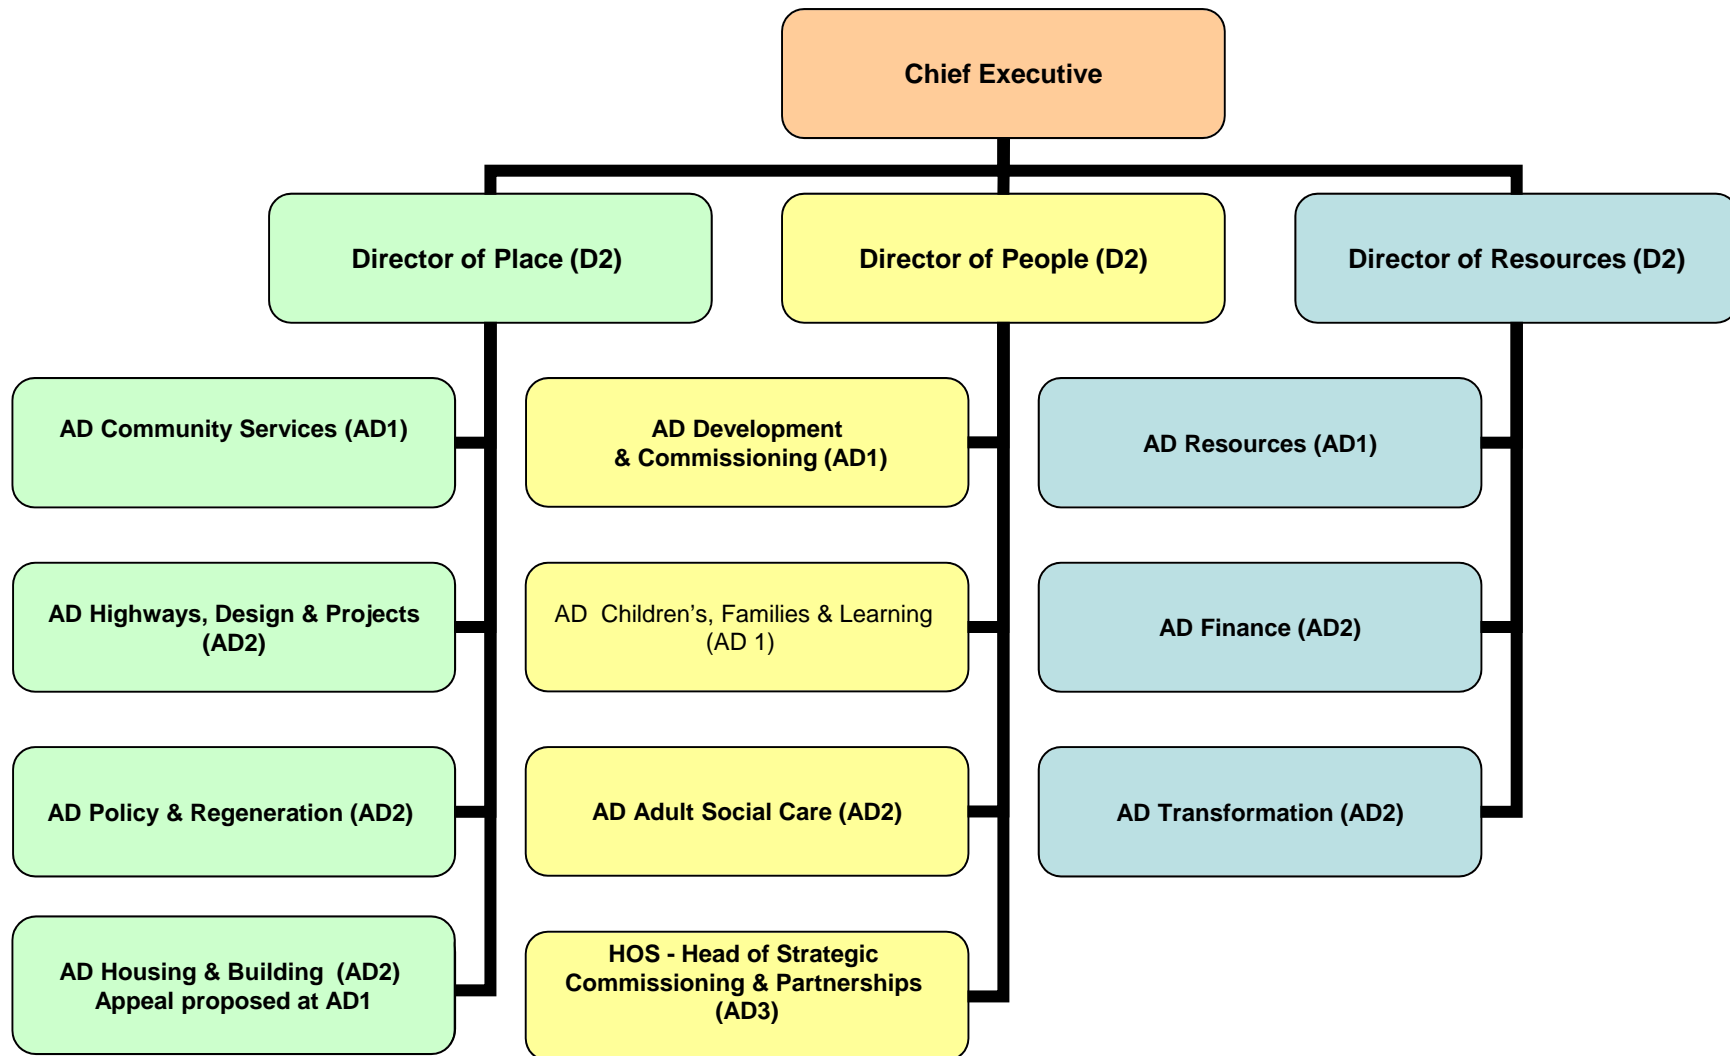 Chief Executive
Director of Place (D2)
Director of People (D2)
Director of Resources (D2)
AD Community Services (AD1)
AD Development
& Commissioning (AD1)
AD Resources (AD1)
AD Highways, Design & Projects
(AD2)
AD Children’s, Families & Learning
(AD 1)
AD Finance (AD2)
AD Policy & Regeneration (AD2)
AD Adult Social Care (AD2)
AD Transformation (AD2)
AD Housing & Building (AD2)
Appeal proposed at AD1
HOS - Head of Strategic
Commissioning & Partnerships
(AD3)